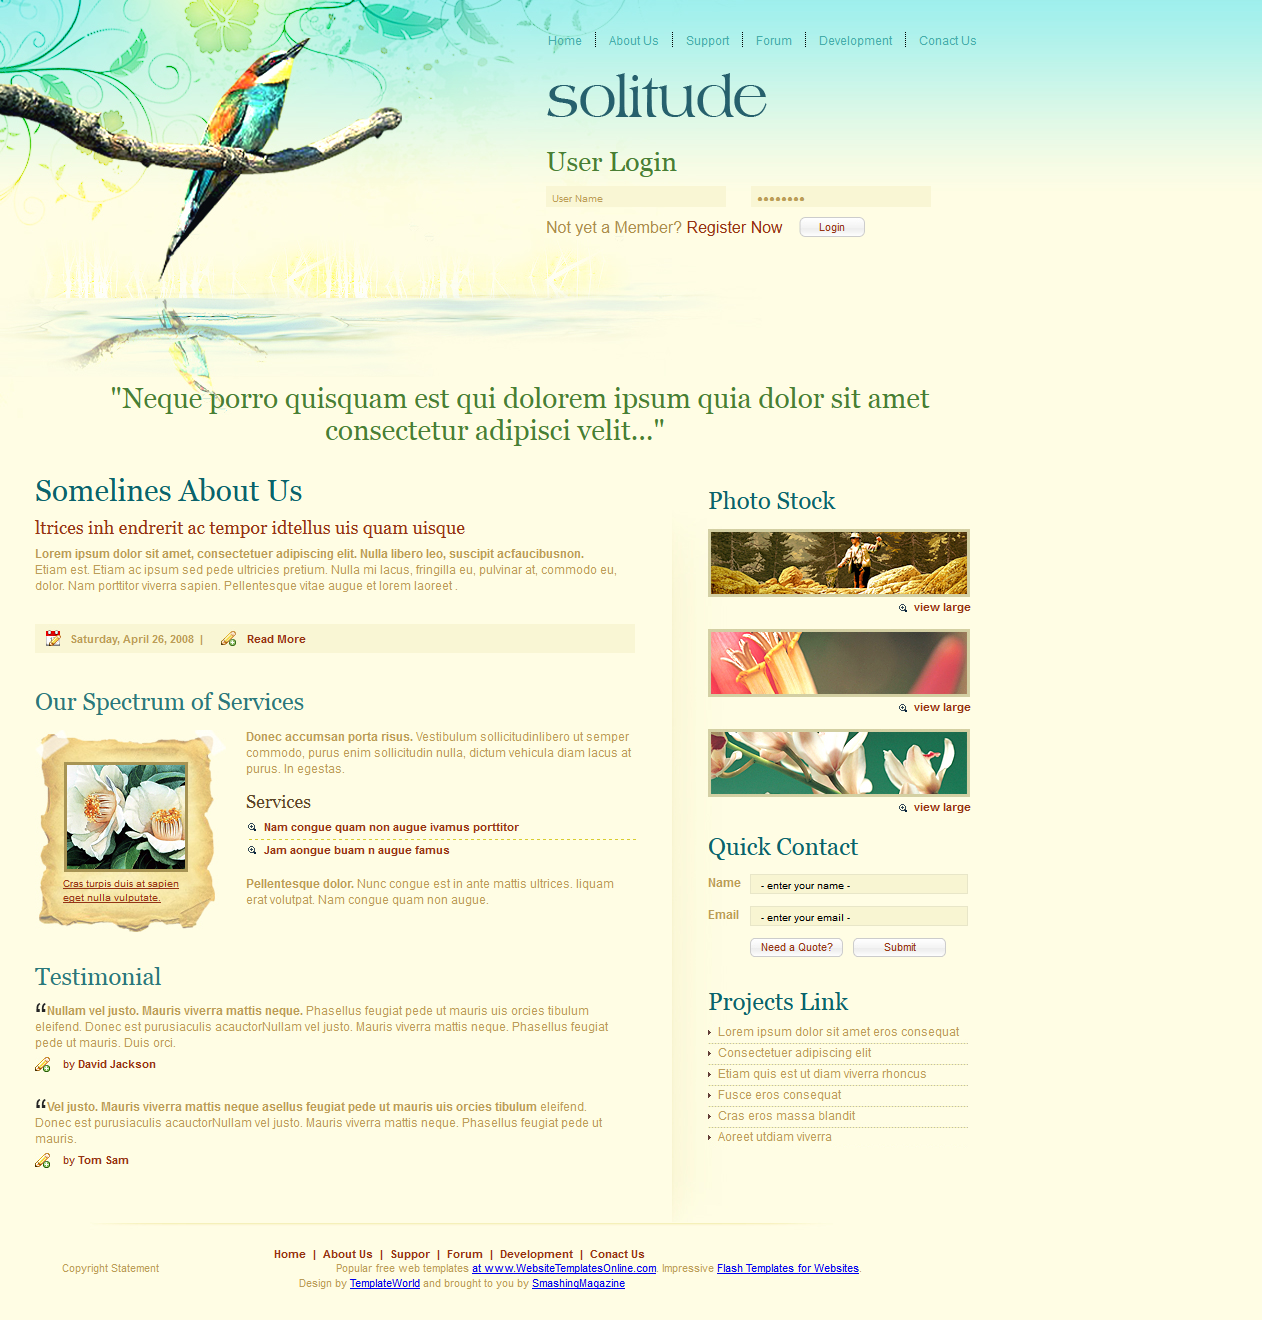 Home About Us Support Forum Development Conact Us
solitude
User Login
User Name ••••••••
Not yet a Member? Register Now Login
"Neque porro quisquam est qui dolorem ipsum quia dolor sit amet
consectetur adipisci velit..."
Somelines About Us
ltrices inh endrerit ac tempor idtellus uis quam uisque
Lorem ipsum dolor sit amet, consectetuer adipiscing elit. Nulla libero leo, suscipit acfaucibusnon.
Etiam est. Etiam ac ipsum sed pede ultricies pretium. Nulla mi lacus, fringilla eu, pulvinar at, commodo eu,
dolor. Nam porttitor viverra sapien. Pellentesque vitae augue et lorem laoreet .
Saturday, April 26, 2008 | Read More
Our Spectrum of Services
Donec accumsan porta risus. Vestibulum sollicitudinlibero ut semper
commodo, purus enim sollicitudin nulla, dictum vehicula diam lacus at
purus. In egestas.
Services
Nam congue quam non augue ivamus porttitor
Jam aongue buam n augue famus
Cras turpis duis at sapien
eget nulla vulputate.
Pellentesque dolor. Nunc congue est in ante mattis ultrices. liquam
erat volutpat. Nam congue quam non augue.
Testimonial
“Nullam vel justo. Mauris viverra mattis neque. Phasellus feugiat pede ut mauris uis orcies tibulum
eleifend. Donec est purusiaculis acauctorNullam vel justo. Mauris viverra mattis neque. Phasellus feugiat
pede ut mauris. Duis orci.
by David Jackson
“Vel justo. Mauris viverra mattis neque asellus feugiat pede ut mauris uis orcies tibulum eleifend.
Donec est purusiaculis acauctorNullam vel justo. Mauris viverra mattis neque. Phasellus feugiat pede ut
mauris.
by Tom Sam
Photo Stock
view large
view large
view large
Quick Contact
Name - enter your name -
Email - enter your email -
Need a Quote? Submit
Projects Link
Lorem ipsum dolor sit amet eros consequat
Consectetuer adipiscing elit
Etiam quis est ut diam viverra rhoncus
Fusce eros consequat
Cras eros massa blandit
Aoreet utdiam viverra
Home | About Us | Suppor | Forum | Development | Conact Us
Copyright Statement Popular free web templates at www.WebsiteTemplatesOnline.com. Impressive Flash Templates for Websites.
Design by TemplateWorld and brought to you by SmashingMagazine